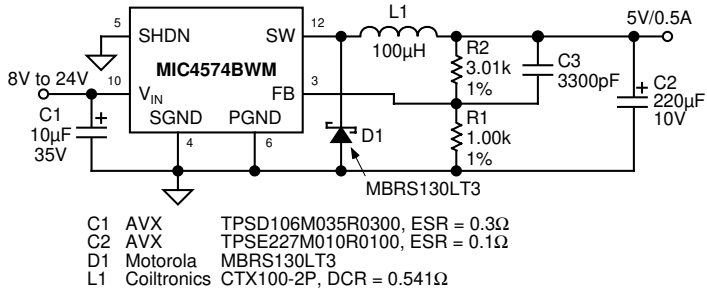 L1
5V/0.5A
5
12
SHDN
SW
100µH
R2
3.01k
1%
C3
3300pF
MIC4574BWM
8V to 24V
10
3
VIN
FB
C2
220µF
10V
C1
10µF
35V
SGND
PGND
R1
1.00k
1%
D1
4
6
MBRS130LT3
C1 AVX TPSD106M035R0300, ESR = 0.3Ω
C2 AVX TPSE227M010R0100, ESR = 0.1Ω
D1 Motorola MBRS130LT3
L1 Coiltronics CTX100-2P, DCR = 0.541Ω